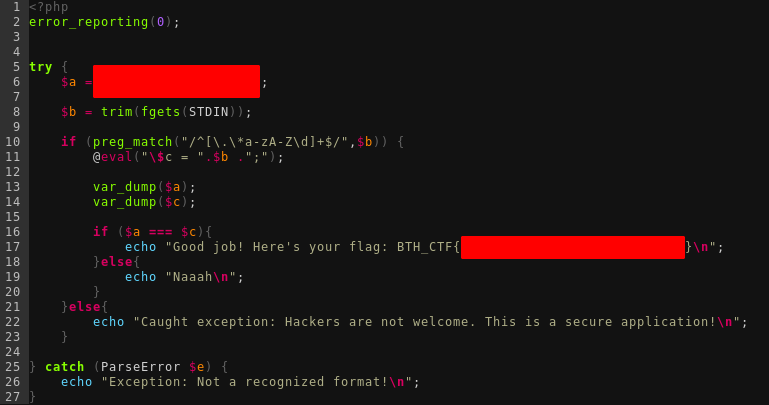 1 <?php
2 error_reporting(0);
3
4
5 try {
6     $a =                     ;
7
8     $b = trim(fgets(STDIN));
9
10     if (preg_match("/^[\.\*a-zA-Z\d]+$/",$b)) {
11         @eval("\$c = ".$b .";");
12
13         var_dump($a);
14         var_dump($c);
15
16         if ($a === $c){
17             echo "Good job! Here's your flag: BTH_CTF{                            }\n";
18         }else{
19             echo "Naaah\n";
20         }
21     }else{
22         echo "Caught exception: Hackers are not welcome. This is a secure application!\n";
23     }
24
25 } catch (ParseError $e) {
26     echo "Exception: Not a recognized format!\n";
27 }